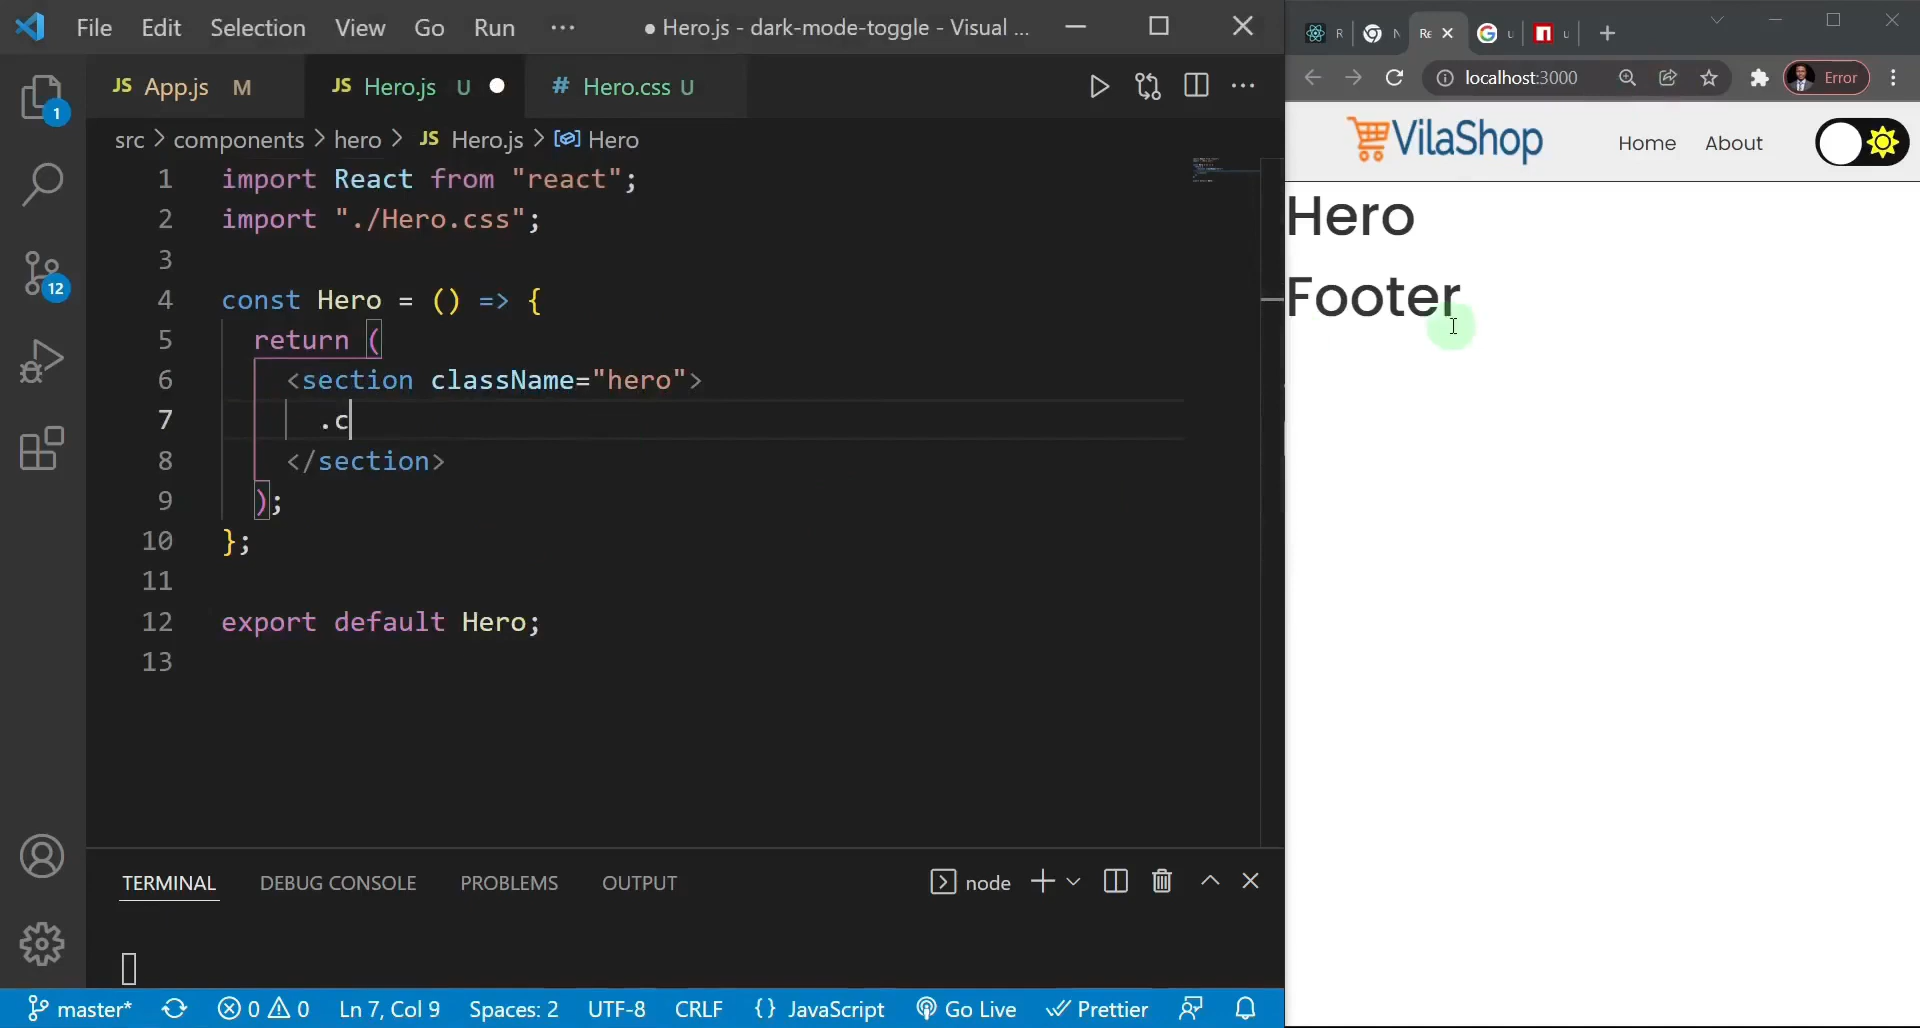 File Edit Selection View Go Run ··· ● Hero.js - dark-mode-toggle - Visual ...
JS App.js M JS Hero.js U ● # Hero.css U
src > components > hero > JS Hero.js > Hero
1 import React from "react";
2 import "./Hero.css";
3
4 const Hero = () => {
5 return (
6 <section className="hero">
7 .c
8 </section>
9 );
10 };
11
12 export default Hero;
13
1
12
TERMINAL DEBUG CONSOLE PROBLEMS OUTPUT node
master* 0 0 Ln 7, Col 9 Spaces: 2 UTF-8 CRLF {} JavaScript Go Live Prettier
R N Re G u n u
localhost:3000 Error
VilaShop Home About
Hero
Footer